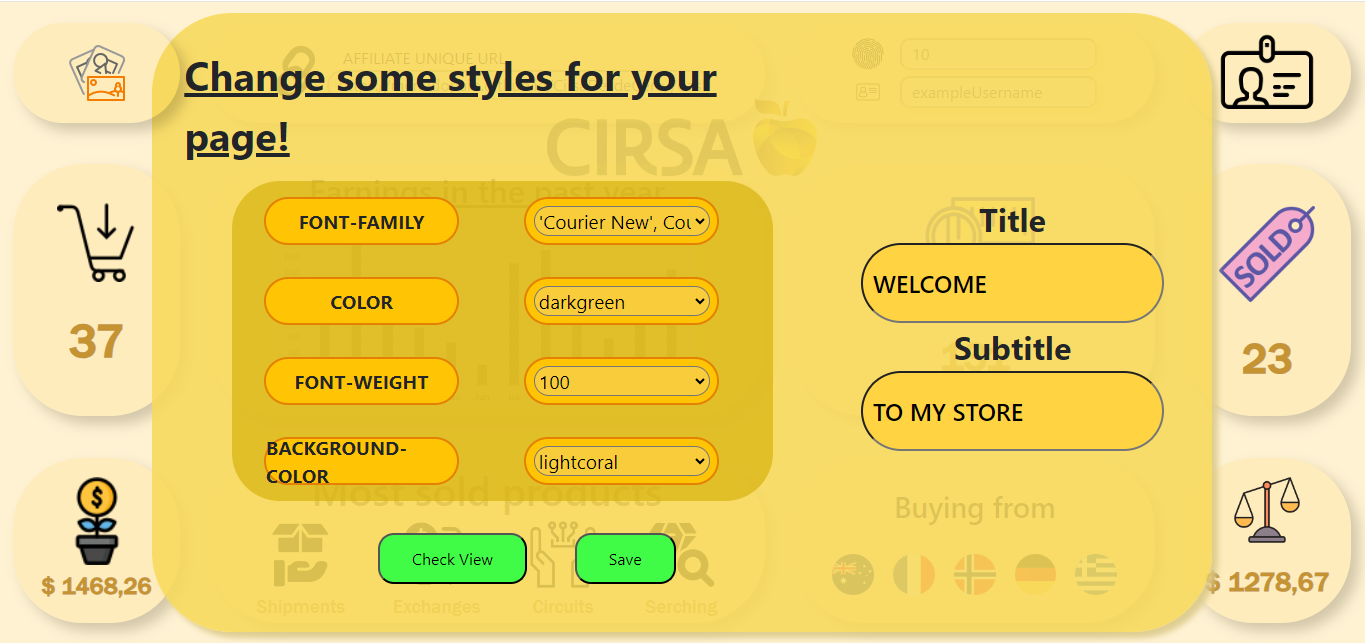 AFFILIATE UNIQUE URL
10
Change some styles for your
page!
exampleUsername
CIRSA
Earnings in the past year
FONT-FAMILY
'Courier New', Cou
Title
SOLD
COLOR
darkgreen
WELCOME
37
Subtitle
23
FONT-WEIGHT
100
TO MY STORE
BACKGROUND-
COLOR
lightcoral
Most sold products
Buying from
Check View
Save
$ 1468,26
$ 1278,67
Shipments
Exchanges
Circuits
Serching